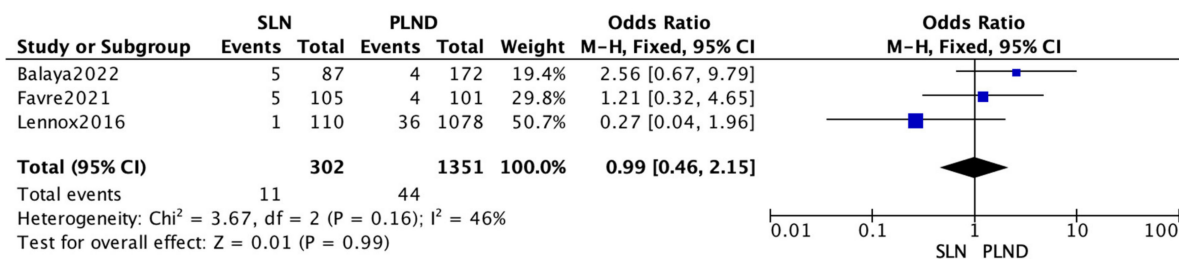 SLN PLND Odds Ratio Odds Ratio
Study or Subgroup Events Total Events Total Weight M-H, Fixed, 95% CI M-H, Fixed, 95% CI
Balaya2022 5 87 4 172 19.4% 2.56 [0.67, 9.79]
Favre2021 5 105 4 101 29.8% 1.21 [0.32, 4.65]
Lennox2016 1 110 36 1078 50.7% 0.27 [0.04, 1.96]
Total (95% CI) 302 1351 100.0% 0.99 [0.46, 2.15]
Total events 11 44
Heterogeneity: Chi² = 3.67, df = 2 (P = 0.16); I² = 46%
Test for overall effect: Z = 0.01 (P = 0.99)
0.01 0.1 1 10 100
SLN PLND